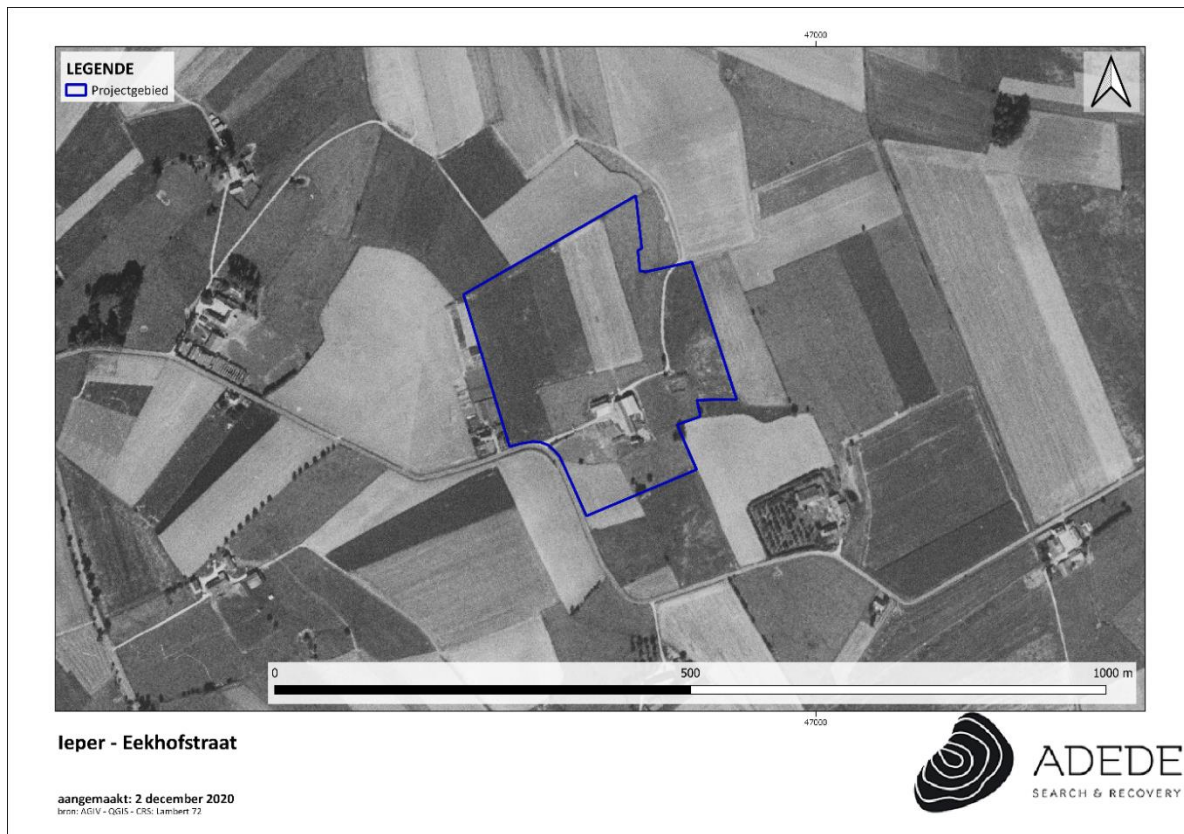 47000
LEGENDE
Projectgebied
0 500 1000 m
47000
Ieper - Eekhofstraat
aangemaakt: 2 december 2020
bron: AGIV - QGIS - CRS: Lambert 72
ADEDE
SEARCH & RECOVERY